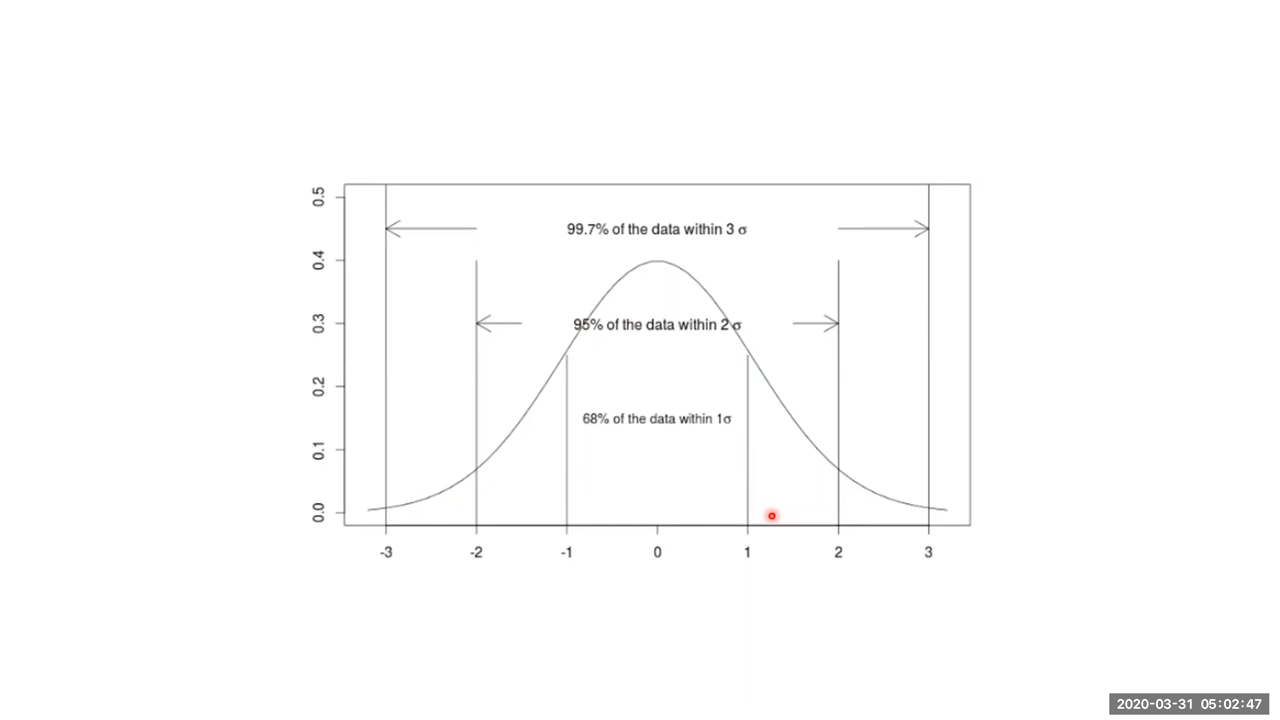 0.5
99.7% of the data within 3 σ
0.4
0.3
95% of the data within 2 σ
0.2
68% of the data within 1σ
0.1
0.0
-3 -2 -1 0 1 2 3
2020-03-31 05:02:47